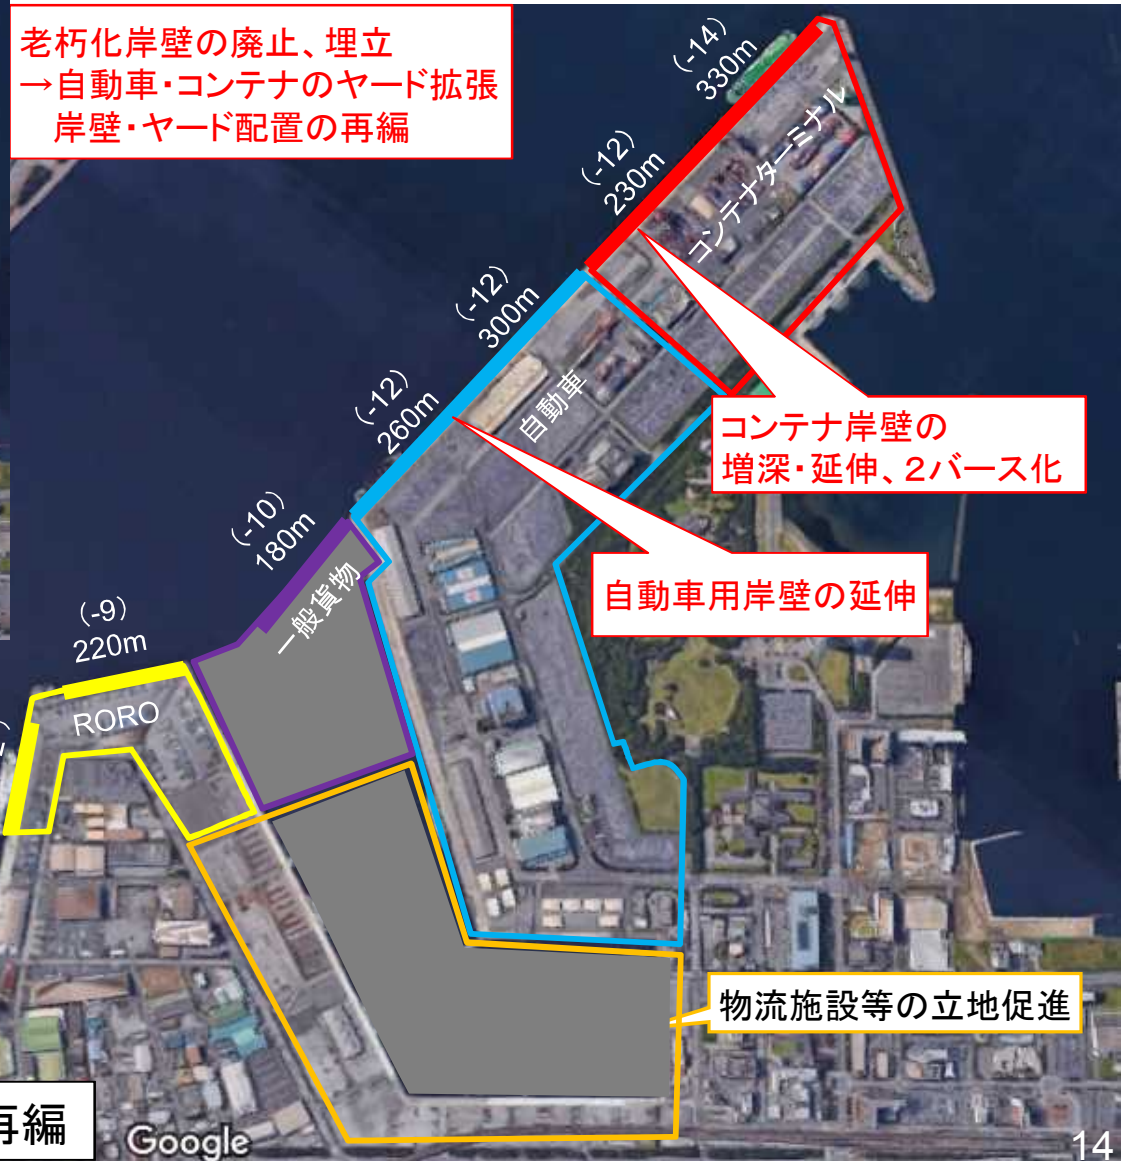 老朽化岸壁の廃止、埋立
→自動車・コンテナのヤード拡張
岸壁・ヤード配置の再編
(-14)
330m
(-12)
230m
コンテナターミナル
(-12)
300m
(-12)
260m
自動車
コンテナ岸壁の
増深・延伸、2バース化
(-10)
180m
一般貨物
自動車用岸壁の延伸
(-9)
220m
RORO
物流施設等の立地促進
再編
Google
14